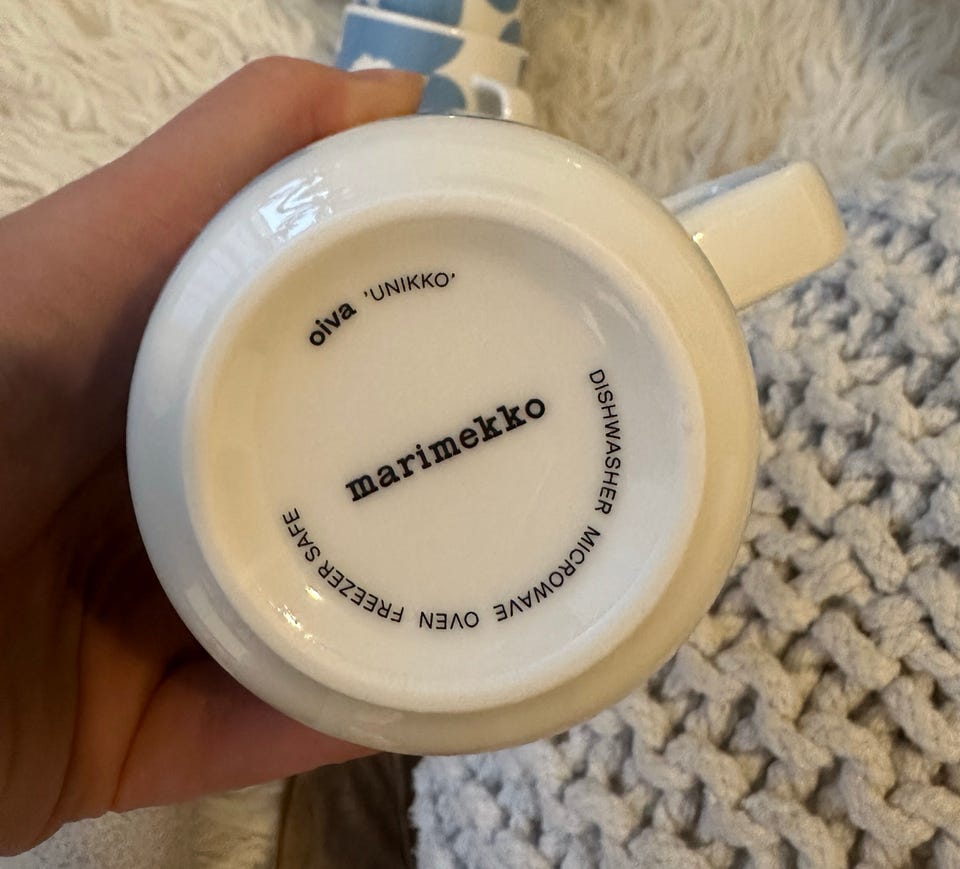 oiva 'UNIKKO'
marimekko
DISHWASHER MICROWAVE OVEN FREEZER SAFE